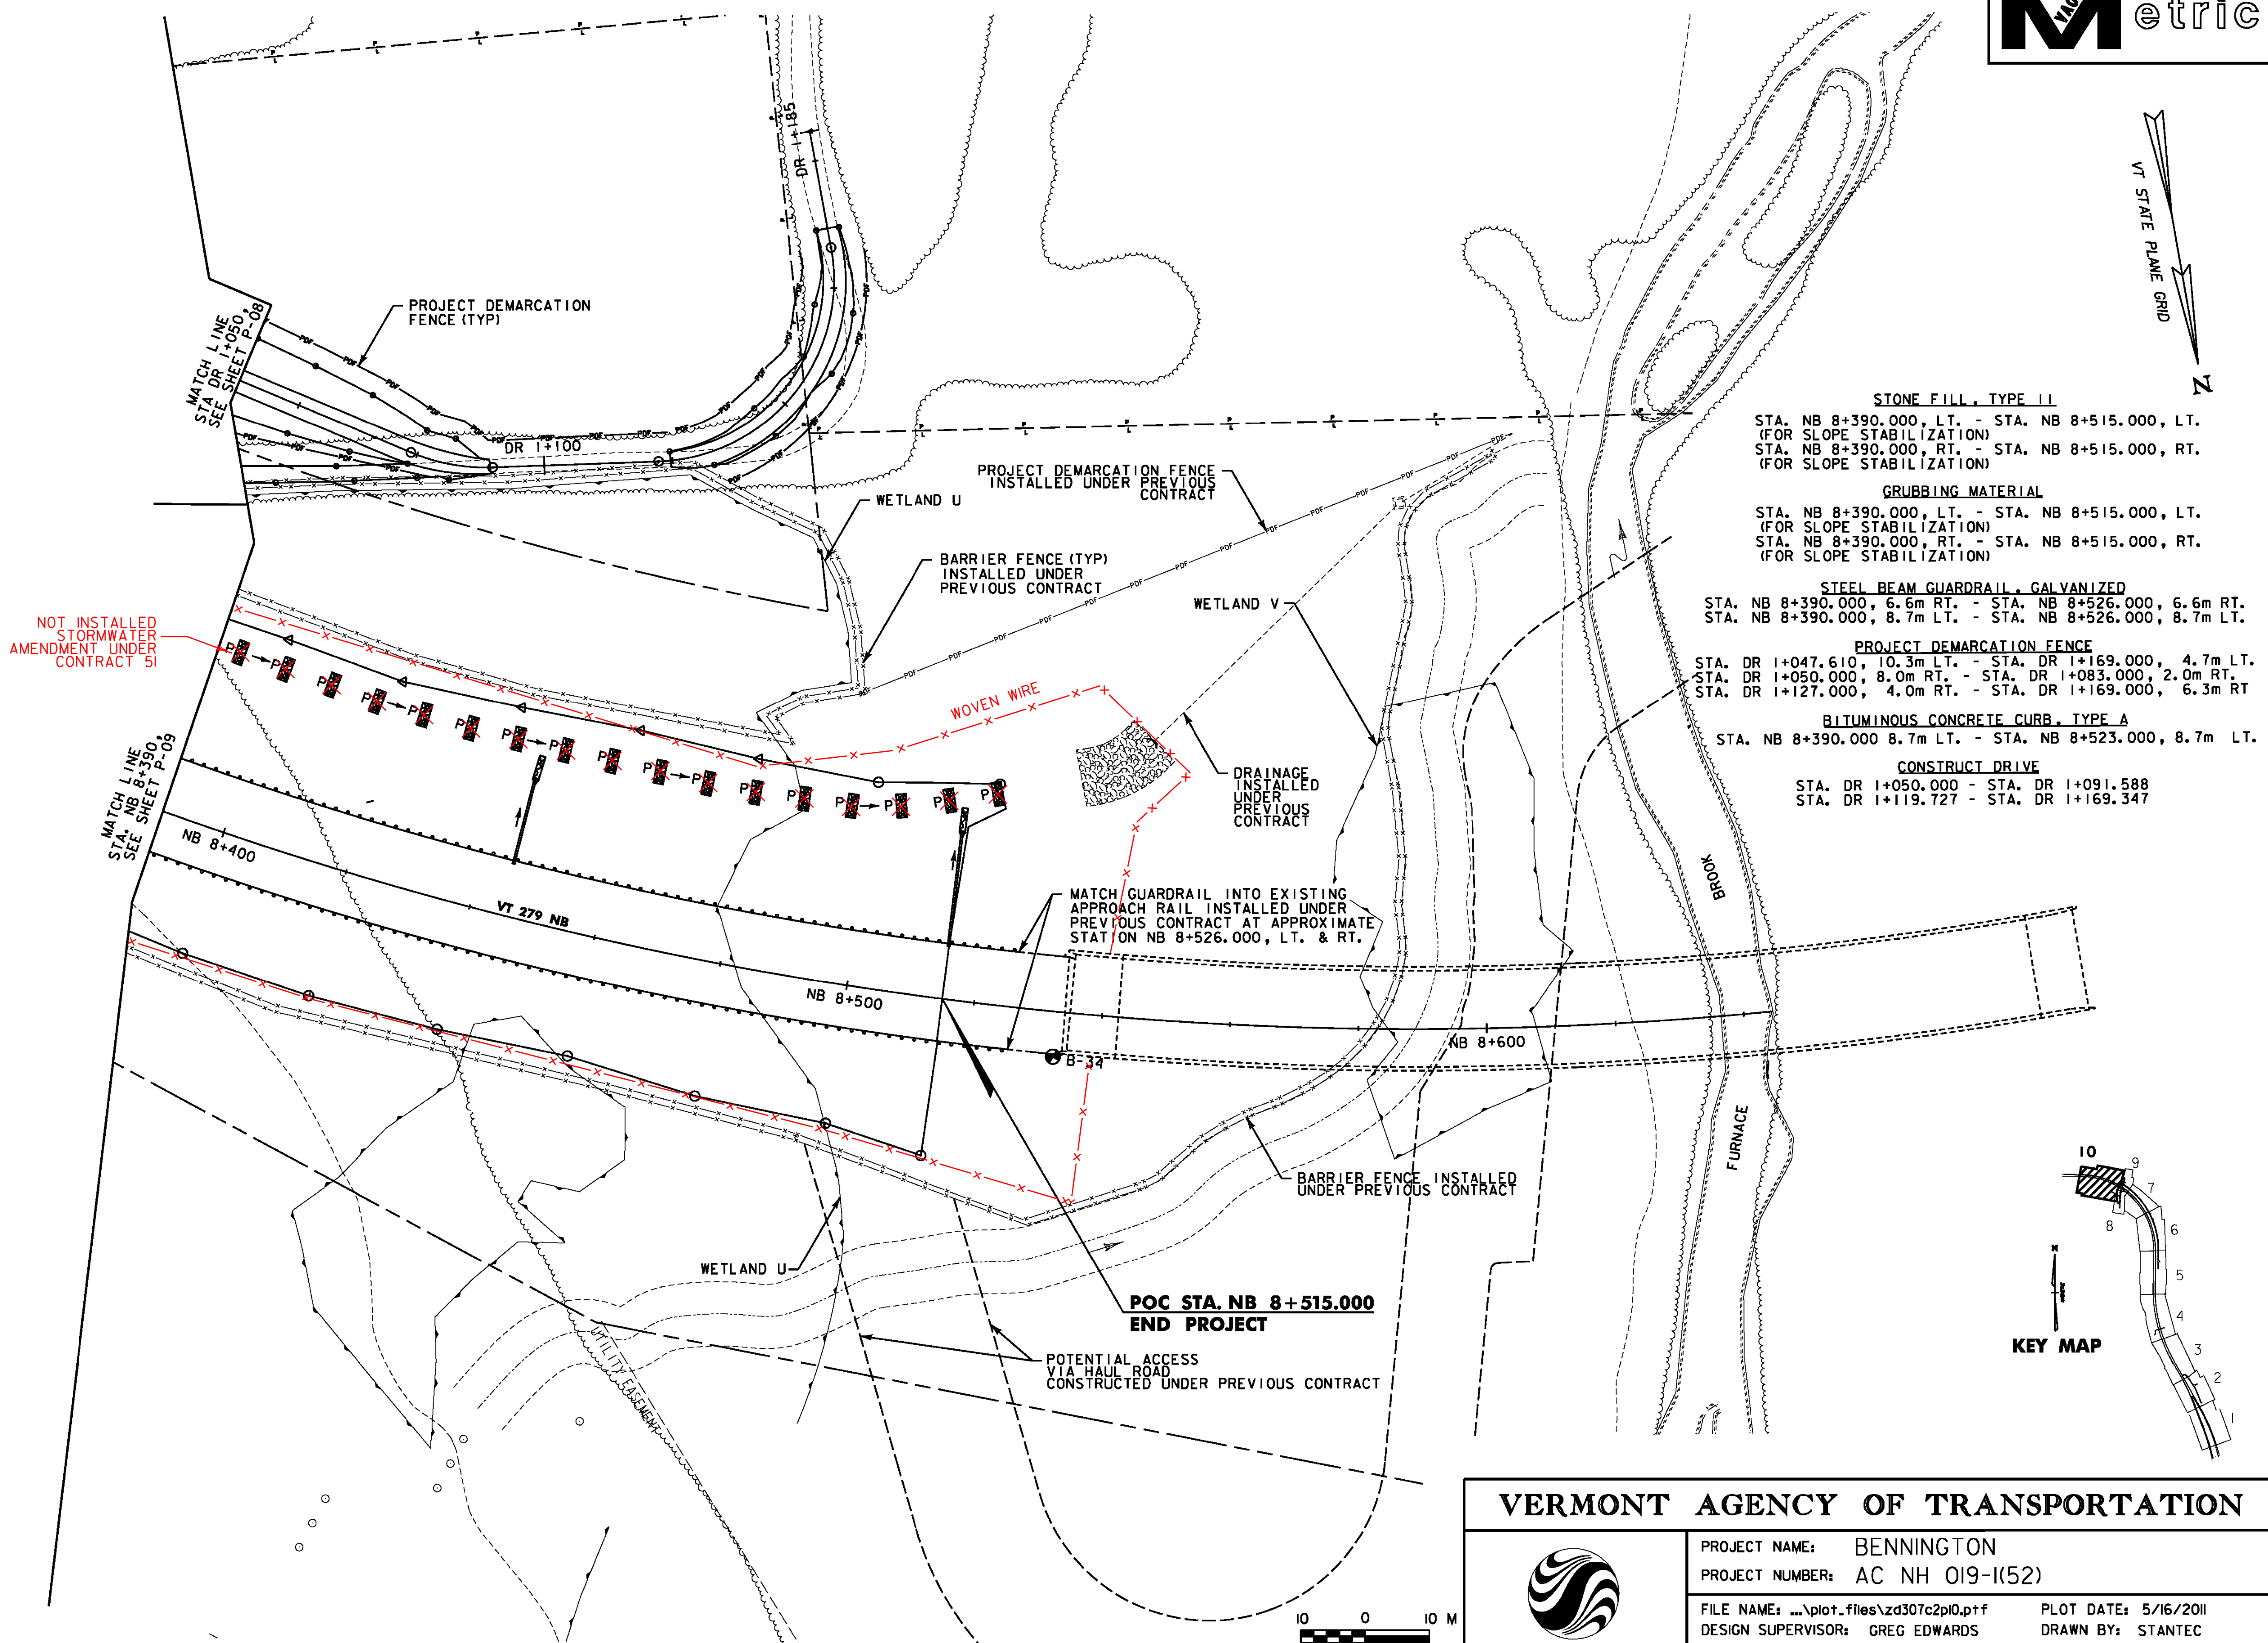 etric
VT STATE PLANE GRID
N
DR 1+185
PROJECT DEMARCATION
FENCE (TYP)
MATCH LINE
STA DR 1+050,
SEE SHEET P-08
DR 1+100
PROJECT DEMARCATION FENCE
INSTALLED UNDER PREVIOUS
CONTRACT
WETLAND U
BARRIER FENCE (TYP)
INSTALLED UNDER
PREVIOUS CONTRACT
WETLAND V
NOT INSTALLED
STORMWATER
AMENDMENT UNDER
CONTRACT 51
WOVEN WIRE
DRAINAGE
INSTALLED
UNDER
PREVIOUS
CONTRACT
MATCH LINE
STA. NB 8+390,
SEE SHEET P-09
NB 8+400
VT 279 NB
NB 8+500
NB 8+600
MATCH GUARDRAIL INTO EXISTING
APPROACH RAIL INSTALLED UNDER
PREVIOUS CONTRACT AT APPROXIMATE
STATION NB 8+526.000, LT. & RT.
B-34
BROOK
FURNACE
BARRIER FENCE INSTALLED
UNDER PREVIOUS CONTRACT
WETLAND U
POC STA. NB 8+515.000
END PROJECT
POTENTIAL ACCESS
VIA HAUL ROAD
CONSTRUCTED UNDER PREVIOUS CONTRACT
UTILITY EASEMENT
STONE FILL, TYPE II
STA. NB 8+390.000, LT. - STA. NB 8+515.000, LT.
(FOR SLOPE STABILIZATION)
STA. NB 8+390.000, RT. - STA. NB 8+515.000, RT.
(FOR SLOPE STABILIZATION)
GRUBBING MATERIAL
STA. NB 8+390.000, LT. - STA. NB 8+515.000, LT.
(FOR SLOPE STABILIZATION)
STA. NB 8+390.000, RT. - STA. NB 8+515.000, RT.
(FOR SLOPE STABILIZATION)
STEEL BEAM GUARDRAIL, GALVANIZED
STA. NB 8+390.000, 6.6m RT. - STA. NB 8+526.000, 6.6m RT.
STA. NB 8+390.000, 8.7m LT. - STA. NB 8+526.000, 8.7m LT.
PROJECT DEMARCATION FENCE
STA. DR 1+047.610, 10.3m LT. - STA. DR 1+169.000, 4.7m LT.
STA. DR 1+050.000, 8.0m RT. - STA. DR 1+083.000, 2.0m RT.
STA. DR 1+127.000, 4.0m RT. - STA. DR 1+169.000, 6.3m RT
BITUMINOUS CONCRETE CURB, TYPE A
STA. NB 8+390.000 8.7m LT. - STA. NB 8+523.000, 8.7m LT.
CONSTRUCT DRIVE
STA. DR 1+050.000 - STA. DR 1+091.588
STA. DR 1+119.727 - STA. DR 1+169.347
10
9
8
7
6
5
4
3
2
1
N
KEY MAP
10 0 10 M
VERMONT AGENCY OF TRANSPORTATION
PROJECT NAME: BENNINGTON
PROJECT NUMBER: AC NH 019-1(52)
FILE NAME: ...\plot_files\zd307c2pl0.ptf
PLOT DATE: 5/16/2011
DESIGN SUPERVISOR: GREG EDWARDS
DRAWN BY: STANTEC